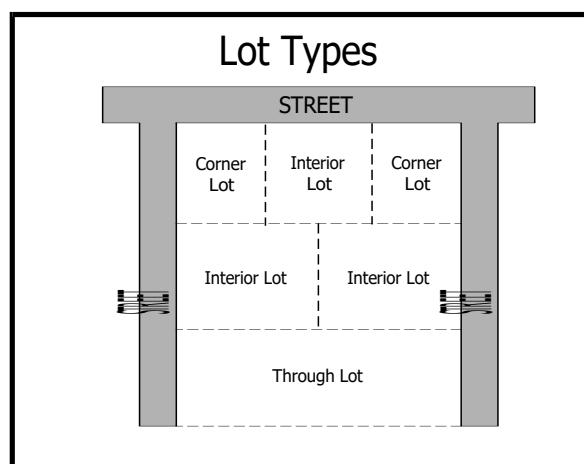 Lot Types
STREET
Corner
Lot
Interior
Lot
Corner
Lot
Interior Lot
Interior Lot
Through Lot